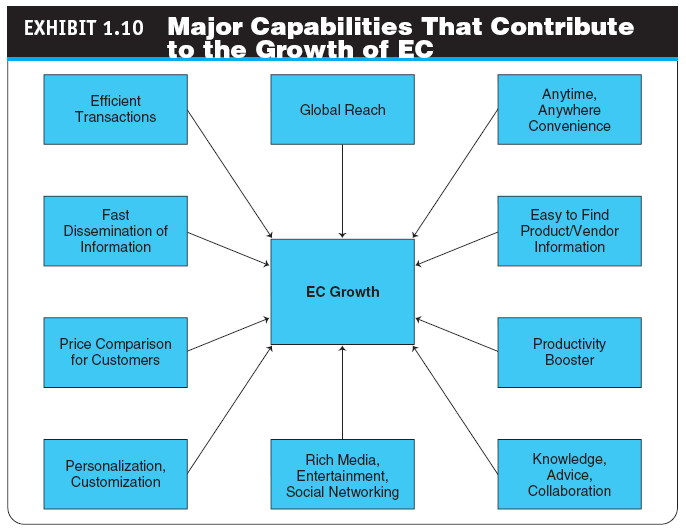 EXHIBIT 1.10 Major Capabilities That Contribute
to the Growth of EC
Efficient
Transactions
Global Reach
Anytime,
Anywhere
Convenience
Fast
Dissemination of
Information
Easy to Find
Product/Vendor
Information
EC Growth
Price Comparison
for Customers
Productivity
Booster
Personalization,
Customization
Rich Media,
Entertainment,
Social Networking
Knowledge,
Advice,
Collaboration